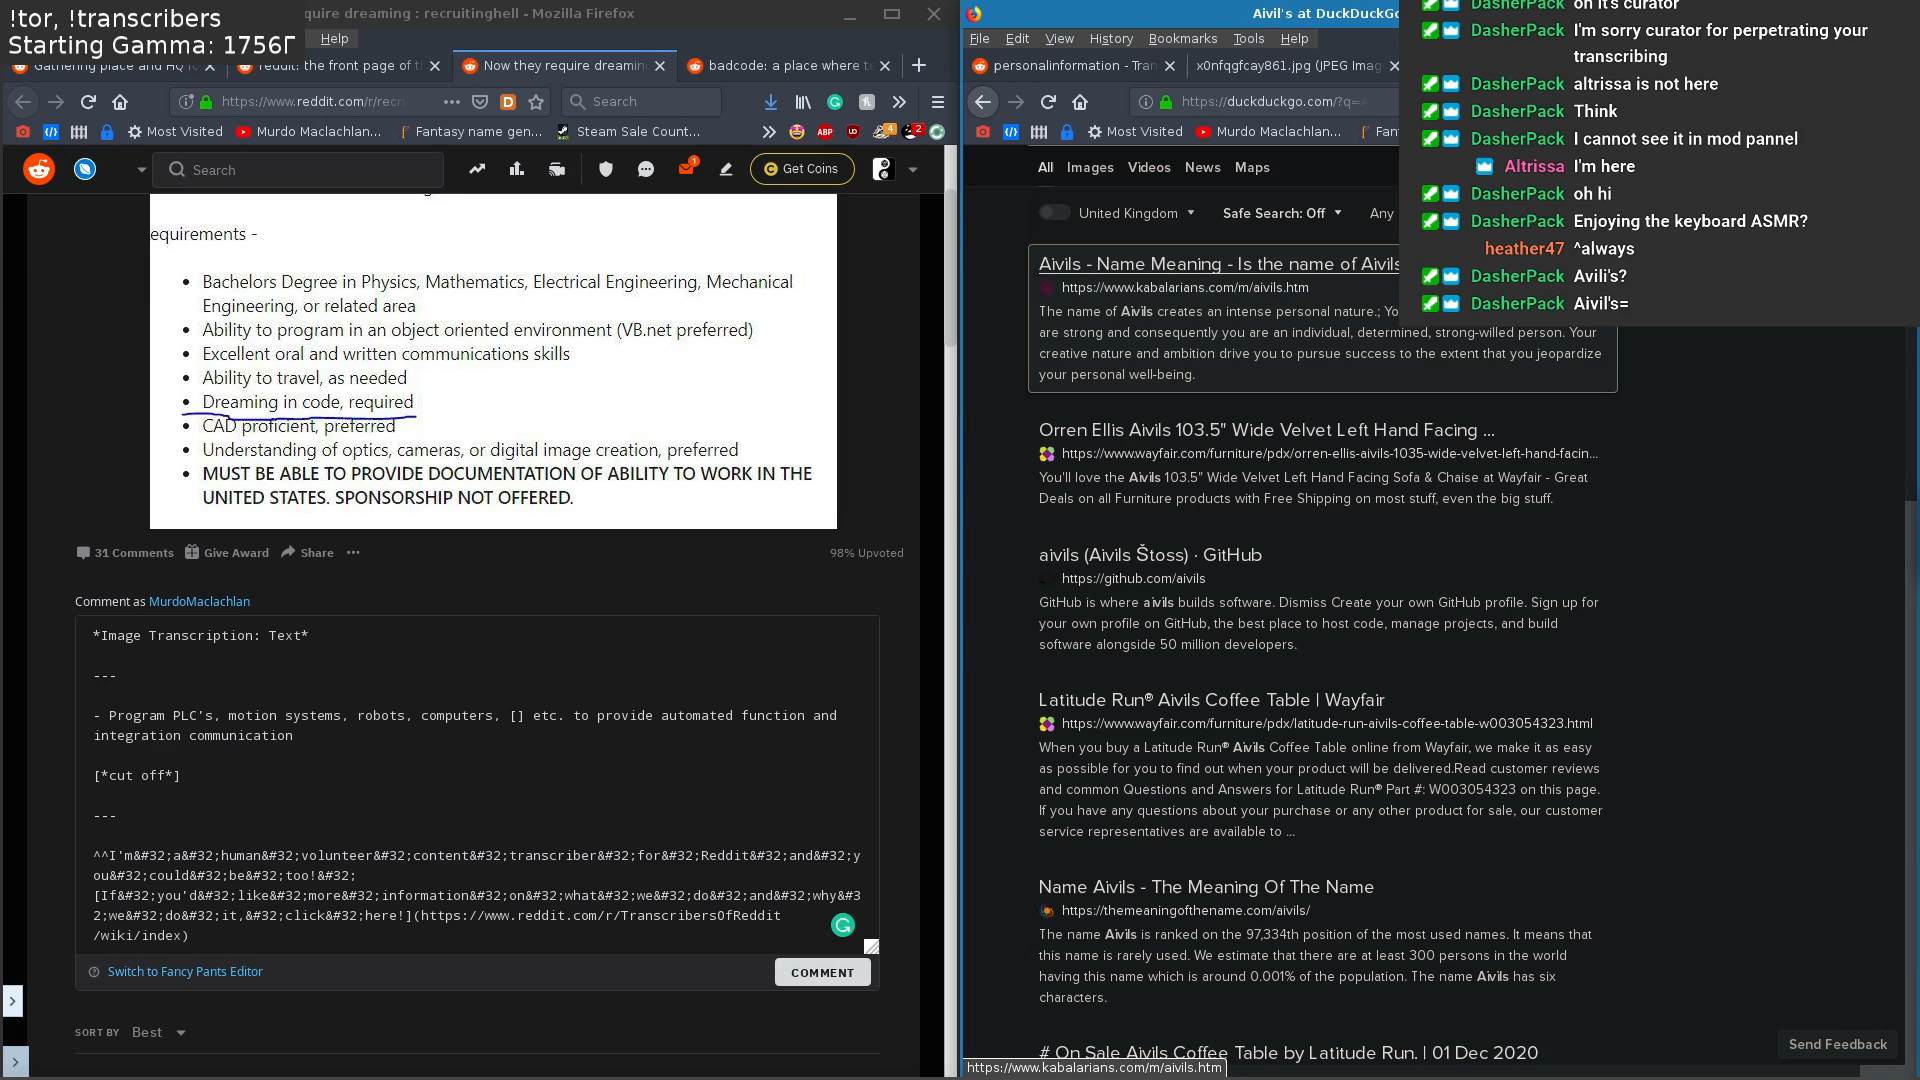 !tor, !transcribers
Starting Gamma: 1756Γ
quire dreaming : recruitinghell - Mozilla Firefox
Help
Gathering place and HQ fo
reddit: the front page of t
Now they require dreamin
badcode: a place where te
https://www.reddit.com/r/recru
Search
Most Visited
Murdo Maclachlan...
Fantasy name gen...
Steam Sale Count...
ABP
4
2
Search
1
Get Coins
equirements -
• Bachelors Degree in Physics, Mathematics, Electrical Engineering, Mechanical
Engineering, or related area
• Ability to program in an object oriented environment (VB.net preferred)
• Excellent oral and written communications skills
• Ability to travel, as needed
• Dreaming in code, required
• CAD proficient, preferred
• Understanding of optics, cameras, or digital image creation, preferred
• MUST BE ABLE TO PROVIDE DOCUMENTATION OF ABILITY TO WORK IN THE
UNITED STATES. SPONSORSHIP NOT OFFERED.
31 Comments
Give Award
Share
98% Upvoted
Comment as MurdoMaclachlan
*Image Transcription: Text*
---
- Program PLC's, motion systems, robots, computers, [] etc. to provide automated function and
integration communication
[*cut off*]
---
^^I'm&#32;a&#32;human&#32;volunteer&#32;content&#32;transcriber&#32;for&#32;Reddit&#32;and&#32;y
ou&#32;could&#32;be&#32;too!&#32;
[If&#32;you'd&#32;like&#32;more&#32;information&#32;on&#32;what&#32;we&#32;do&#32;and&#32;why&#3
2;we&#32;do&#32;it,&#32;click&#32;here!](https://www.reddit.com/r/TranscribersOfReddit
/wiki/index)
Switch to Fancy Pants Editor
COMMENT
SORT BY Best
Aivil's at DuckDuckGo
File Edit View History Bookmarks Tools Help
personalinformation - Tran
x0nfqgfcay861.jpg (JPEG Imag
https://duckduckgo.com/?q=A
Most Visited
Murdo Maclachlan...
Fan
All Images Videos News Maps
United Kingdom
Safe Search: Off
Any
Aivils - Name Meaning - Is the name of Aivils
https://www.kabalarians.com/m/aivils.htm
The name of Aivils creates an intense personal nature.; Yo
are strong and consequently you are an individual, determined, strong-willed person. Your
creative nature and ambition drive you to pursue success to the extent that you jeopardize
your personal well-being.
Orren Ellis Aivils 103.5" Wide Velvet Left Hand Facing ...
https://www.wayfair.com/furniture/pdx/orren-ellis-aivils-1035-wide-velvet-left-hand-facin...
You'll love the Aivils 103.5" Wide Velvet Left Hand Facing Sofa & Chaise at Wayfair - Great
Deals on all Furniture products with Free Shipping on most stuff, even the big stuff.
aivils (Aivils Štoss) · GitHub
https://github.com/aivils
GitHub is where aivils builds software. Dismiss Create your own GitHub profile. Sign up for
your own profile on GitHub, the best place to host code, manage projects, and build
software alongside 50 million developers.
Latitude Run® Aivils Coffee Table | Wayfair
https://www.wayfair.com/furniture/pdx/latitude-run-aivils-coffee-table-w003054323.html
When you buy a Latitude Run® Aivils Coffee Table online from Wayfair, we make it as easy
as possible for you to find out when your product will be delivered.Read customer reviews
and common Questions and Answers for Latitude Run® Part #: W003054323 on this page.
If you have any questions about your purchase or any other product for sale, our customer
service representatives are available to ...
Name Aivils - The Meaning Of The Name
https://themeaningofthename.com/aivils/
The name Aivils is ranked on the 97,334th position of the most used names. It means that
this name is rarely used. We estimate that there are at least 300 persons in the world
having this name which is around 0.001% of the population. The name Aivils has six
characters.
# On Sale Aivils Coffee Table by Latitude Run. | 01 Dec 2020
https://www.kabalarians.com/m/aivils.htm
Send Feedback
DasherPack oh it's curator
DasherPack I'm sorry curator for perpetrating your
transcribing
DasherPack altrissa is not here
DasherPack Think
DasherPack I cannot see it in mod pannel
Altrissa I'm here
DasherPack oh hi
DasherPack Enjoying the keyboard ASMR?
heather47 ^always
DasherPack Avili's?
DasherPack Aivil's=